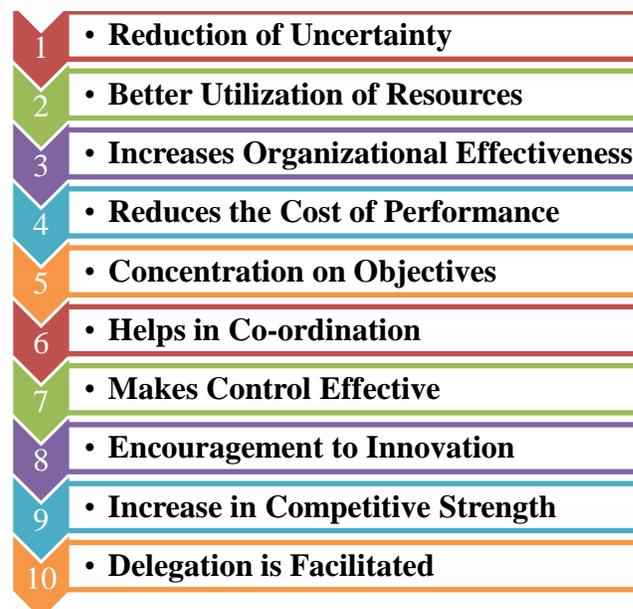 1 • Reduction of Uncertainty
2 • Better Utilization of Resources
3 • Increases Organizational Effectiveness
4 • Reduces the Cost of Performance
5 • Concentration on Objectives
6 • Helps in Co-ordination
7 • Makes Control Effective
8 • Encouragement to Innovation
9 • Increase in Competitive Strength
10 • Delegation is Facilitated